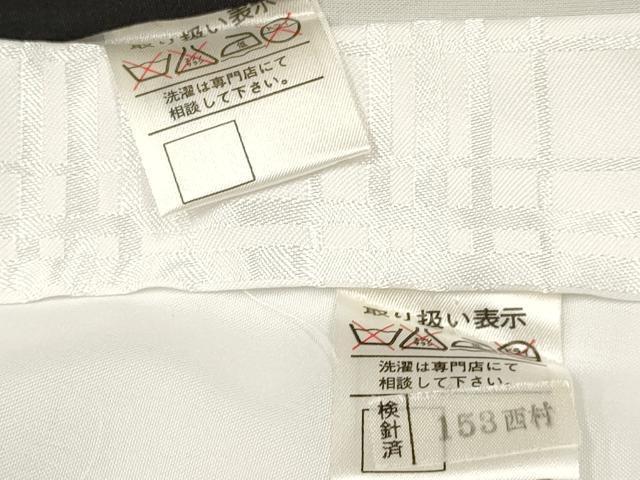 取り扱い表示
洗濯は専門店にて
相談して下さい。
取り扱い表示
洗濯は専門店にて
相談して下さい。
検針済
153西村